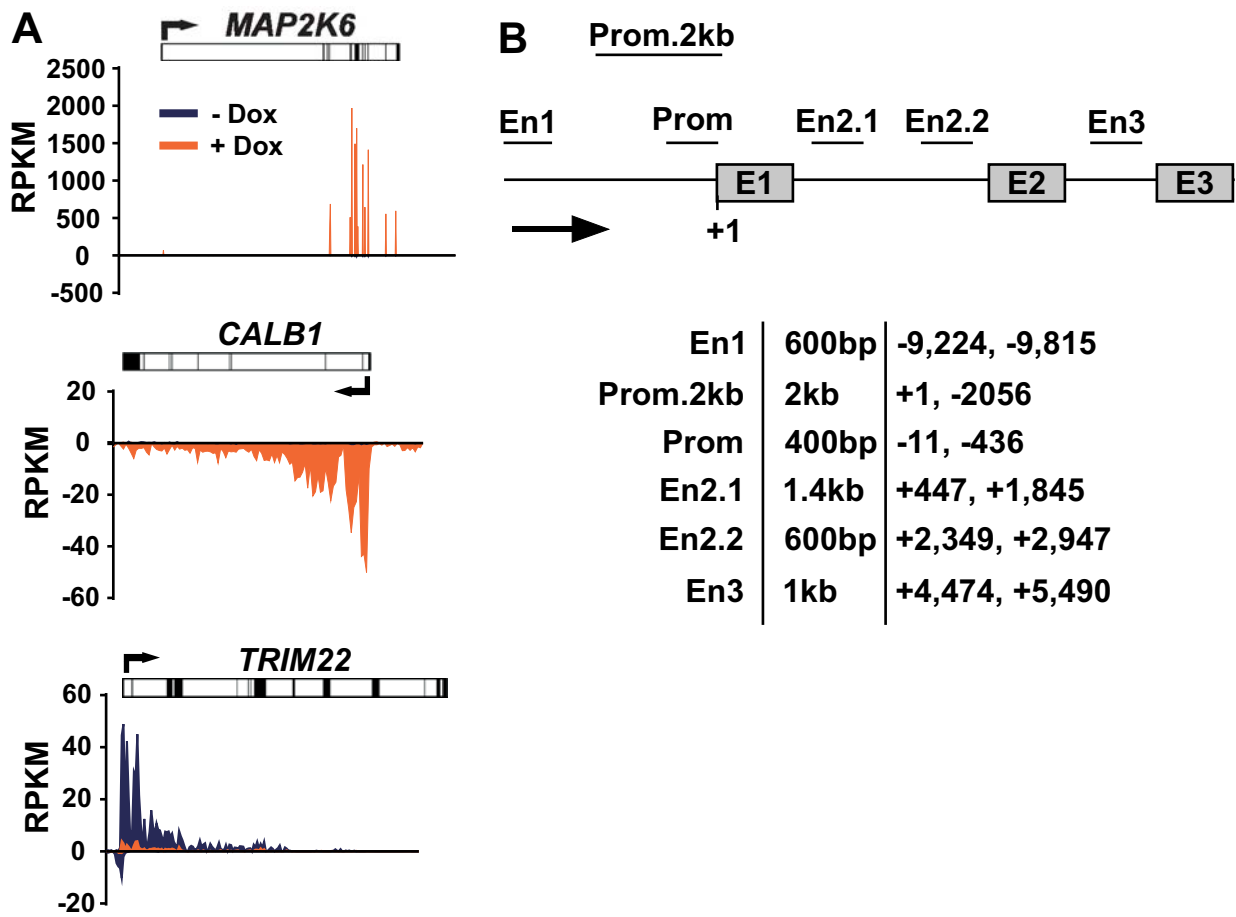 A
MAP2K6
2500
2000
1500
1000
500
0
-500
RPKM
- Dox
+ Dox
CALB1
20
0
-20
-40
-60
RPKM
TRIM22
60
40
20
0
-20
RPKM
B
Prom.2kb
En1 Prom En2.1 En2.2 En3
E1 E2 E3
+1
En1 600bp -9,224, -9,815
Prom.2kb 2kb +1, -2056
Prom 400bp -11, -436
En2.1 1.4kb +447, +1,845
En2.2 600bp +2,349, +2,947
En3 1kb +4,474, +5,490